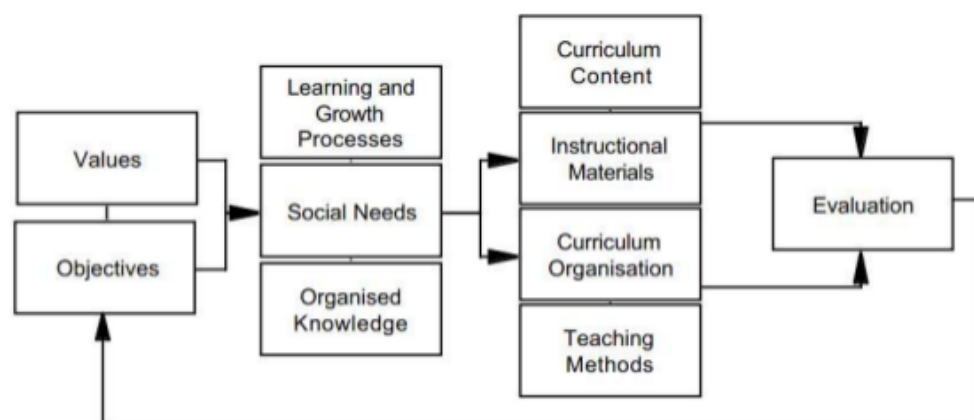 Values
Objectives
Learning and
Growth
Processes
Social Needs
Organised
Knowledge
Curriculum
Content
Instructional
Materials
Curriculum
Organisation
Teaching
Methods
Evaluation